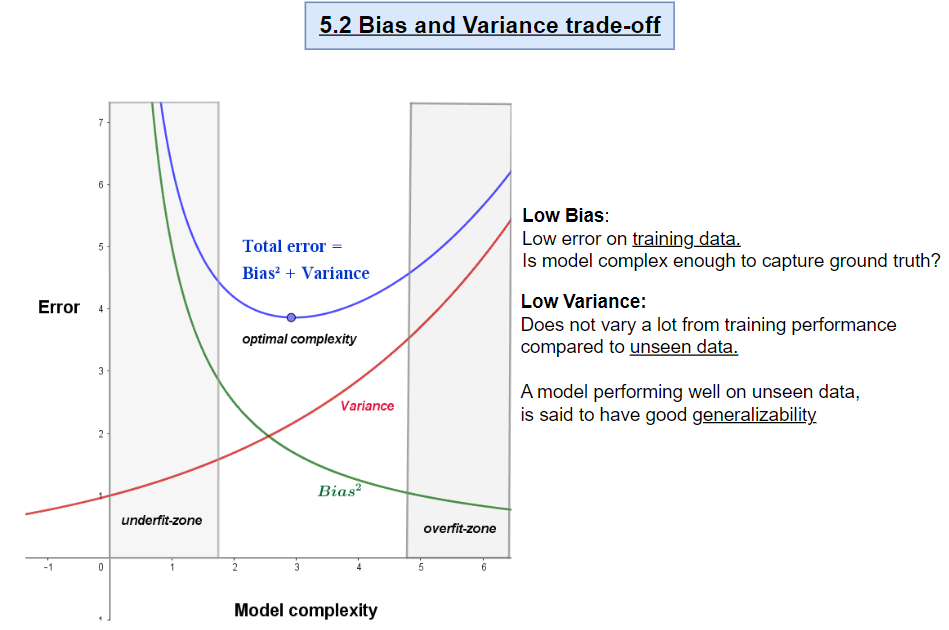 5.2 Bias and Variance trade-off
7
6
5
4
3
2
1
-1
0
1
2
3
4
5
6
Total error =
Bias² + Variance
Error
optimal complexity
Variance
Bias²
underfit-zone
overfit-zone
Model complexity
Low Bias:
Low error on training data.
Is model complex enough to capture ground truth?
Low Variance:
Does not vary a lot from training performance
compared to unseen data.
A model performing well on unseen data,
is said to have good generalizability